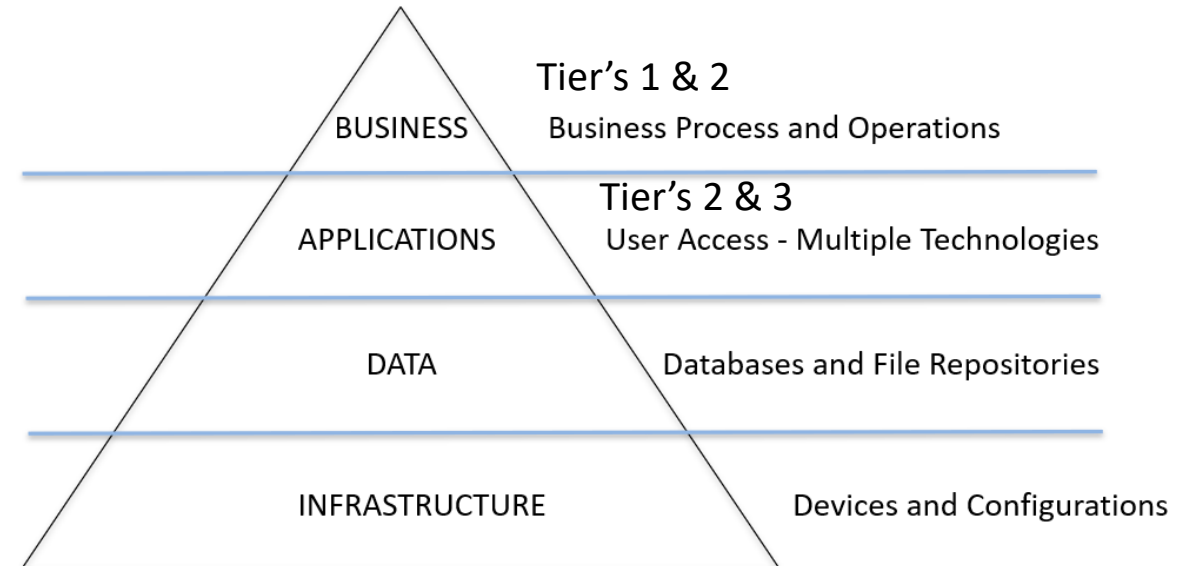 Tier’s 1 & 2
BUSINESS Business Process and Operations
Tier’s 2 & 3
APPLICATIONS User Access - Multiple Technologies
DATA Databases and File Repositories
INFRASTRUCTURE Devices and Configurations